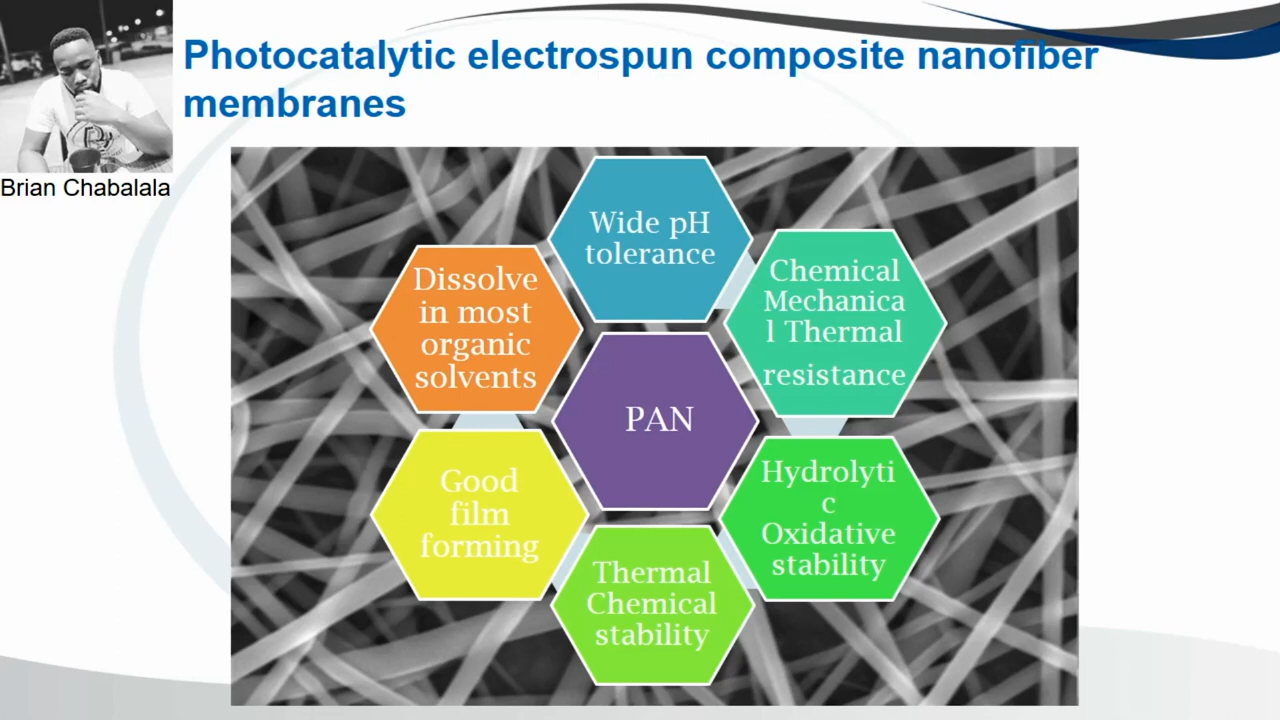 Photocatalytic electrospun composite nanofiber
membranes
Brian Chabalala
Wide pH
tolerance
Chemical
Mechanica
l Thermal
resistance
Hydrolyti
c
Oxidative
stability
Thermal
Chemical
stability
Good
film
forming
Dissolve
in most
organic
solvents
PAN